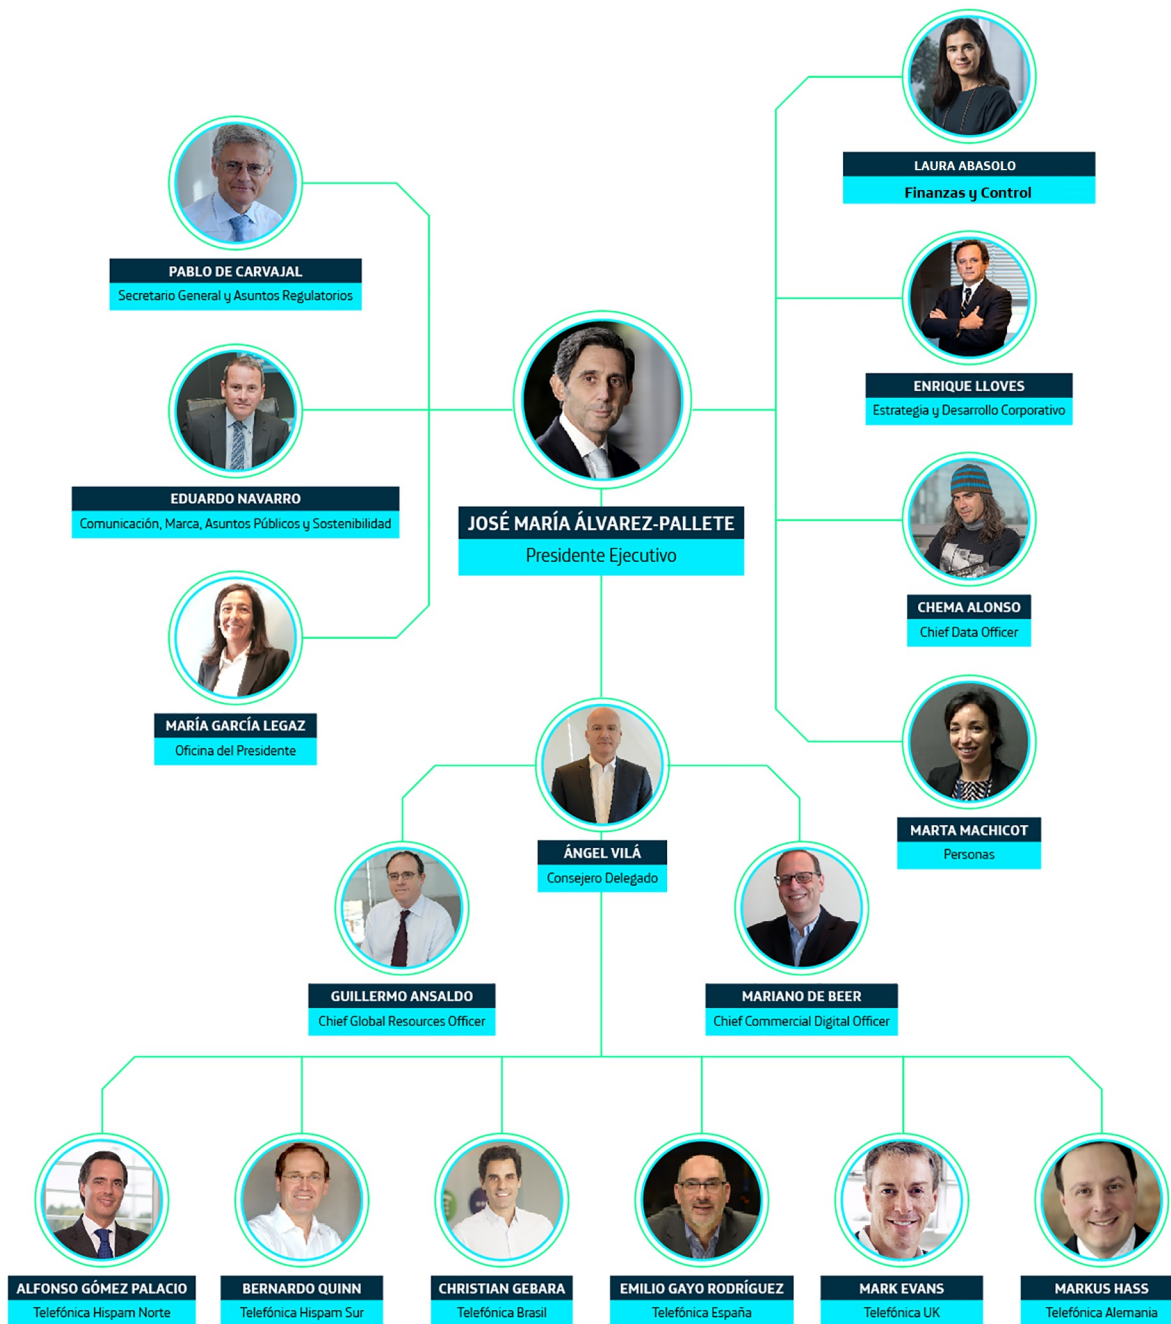 LAURA ABASOLO
Finanzas y Control
PABLO DE CARVAJAL
Secretario General y Asuntos Regulatorios
ENRIQUE LLOVES
Estrategia y Desarrollo Corporativo
EDUARDO NAVARRO
Comunicación, Marca, Asuntos Públicos y Sostenibilidad
JOSÉ MARÍA ÁLVAREZ-PALLETE
Presidente Ejecutivo
CHEMA ALONSO
Chief Data Officer
MARÍA GARCÍA LEGAZ
Oficina del Presidente
MARTA MACHICOT
Personas
ÁNGEL VILÁ
Consejero Delegado
GUILLERMO ANSALDO
Chief Global Resources Officer
MARIANO DE BEER
Chief Commercial Digital Officer
ALFONSO GÓMEZ PALACIO
Telefónica Hispam Norte
BERNARDO QUINN
Telefónica Hispam Sur
CHRISTIAN GEBARA
Telefónica Brasil
EMILIO GAYO RODRÍGUEZ
Telefónica España
MARK EVANS
Telefónica UK
MARKUS HASS
Telefónica Alemania